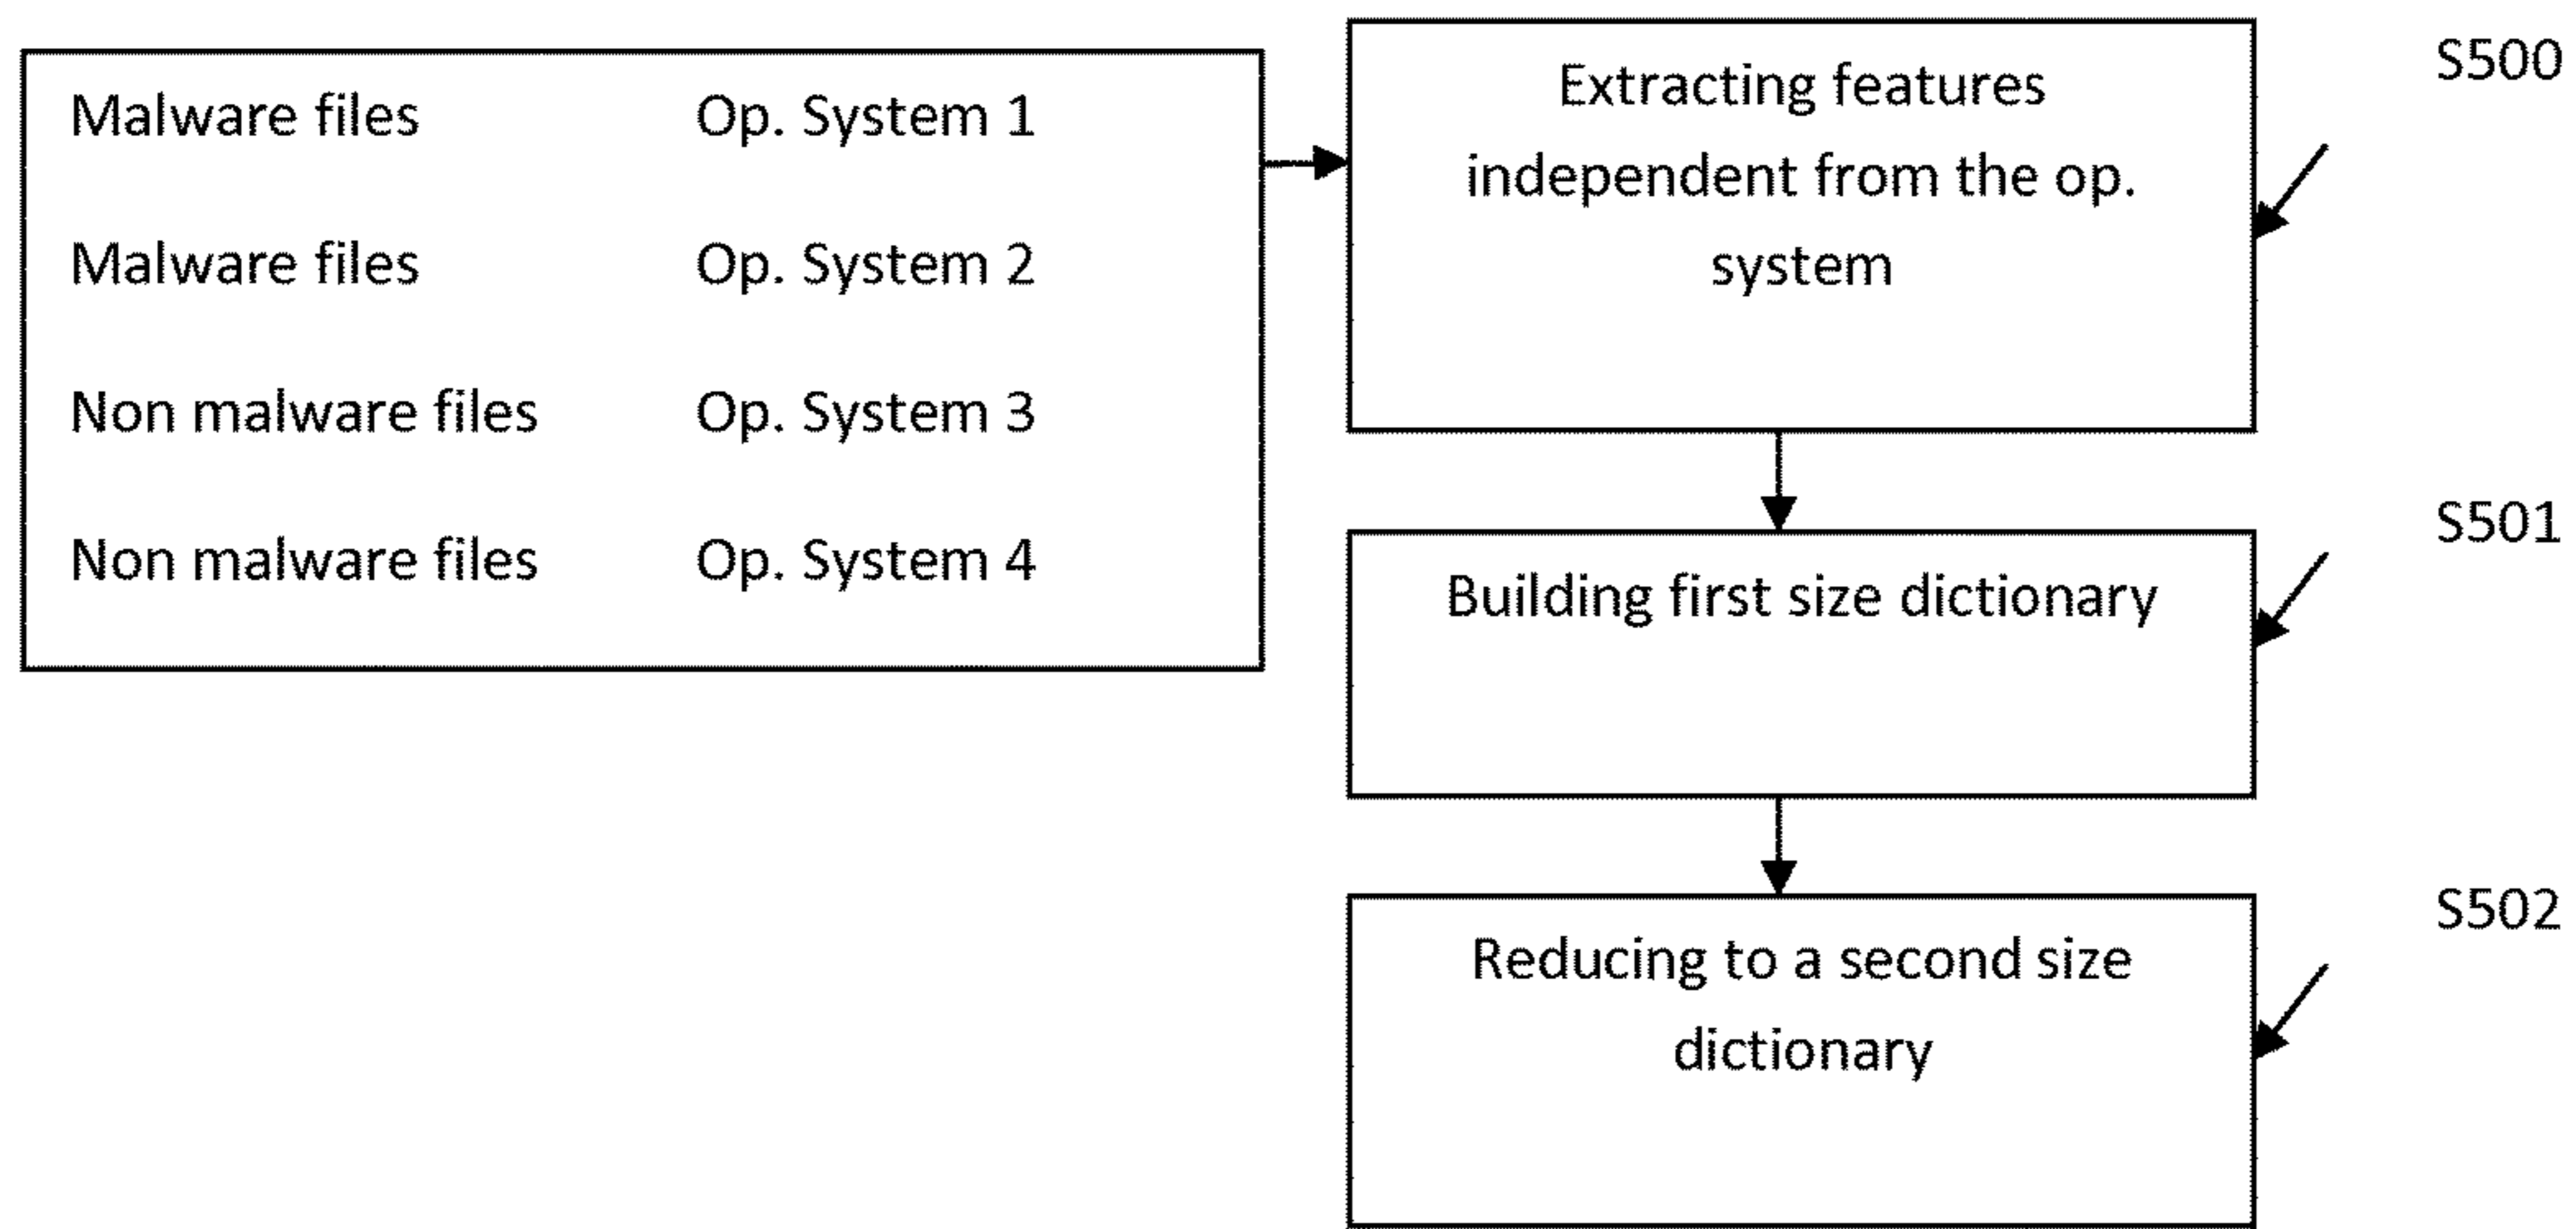 Malware files Op. System 1
Malware files Op. System 2
Non malware files Op. System 3
Non malware files Op. System 4
Extracting features
independent from the op.
system
S500
Building first size dictionary
S501
Reducing to a second size
dictionary
S502